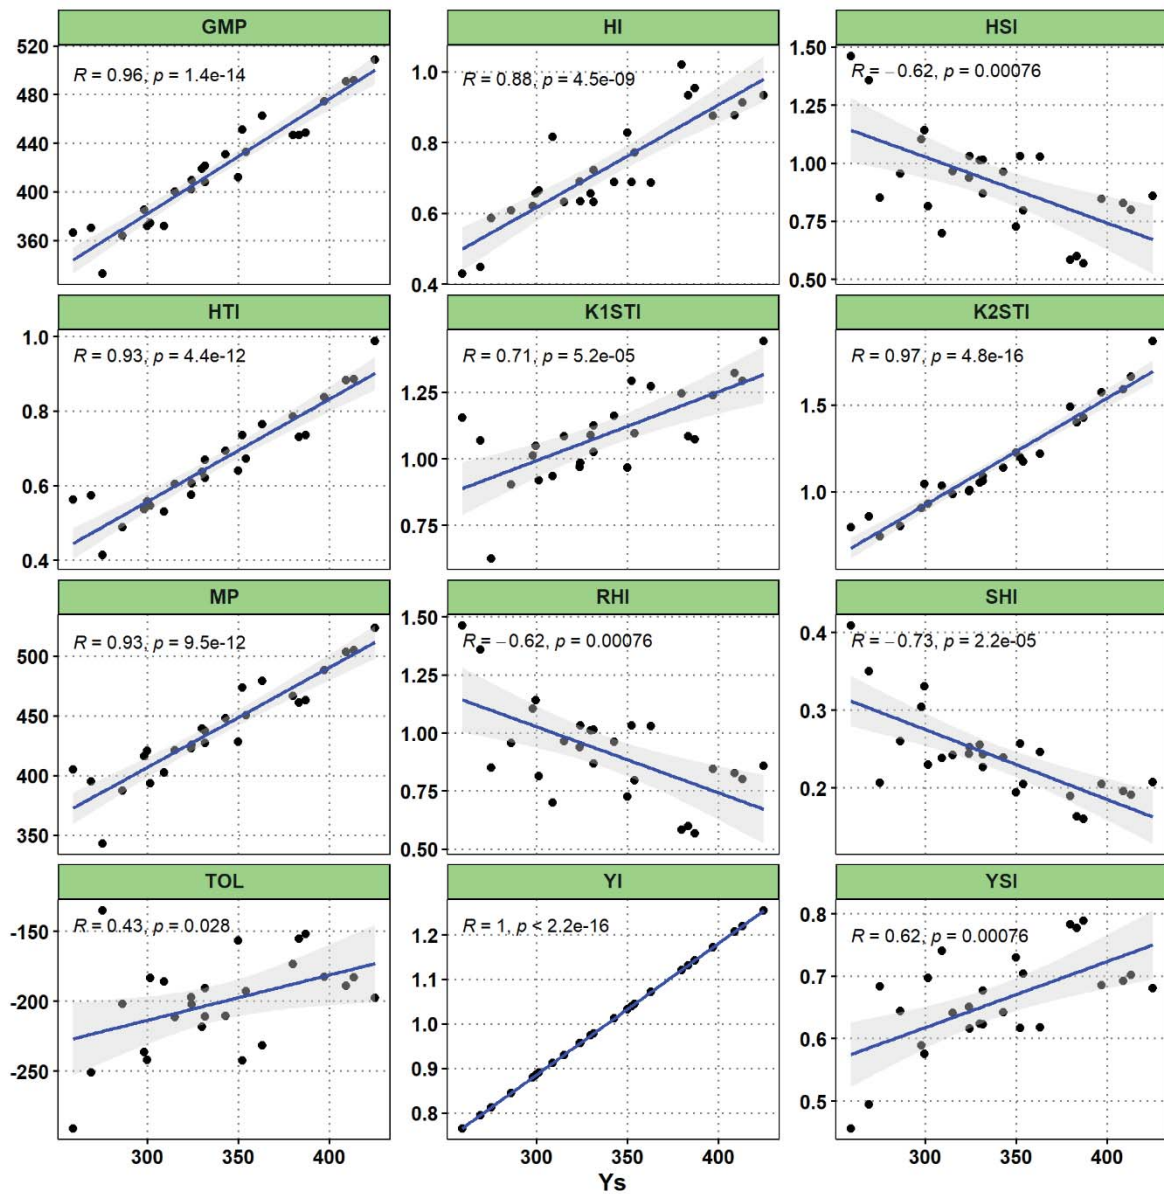 GMP HI HSI
520
480
440
400
360
R = 0.96, p = 1.4e-14
1.0
0.8
0.6
0.4
R = 0.88, p = 4.5e-09
1.50
1.25
1.00
0.75
0.50
R = −0.62, p = 0.00076
HTI K1STI K2STI
1.0
0.8
0.6
0.4
R = 0.93, p = 4.4e-12
1.25
1.00
0.75
R = 0.71, p = 5.2e-05
1.5
1.0
R = 0.97, p = 4.8e-16
MP RHI SHI
500
450
400
350
R = 0.93, p = 9.5e-12
1.50
1.25
1.00
0.75
0.50
R = −0.62, p = 0.00076
0.4
0.3
0.2
R = −0.73, p = 2.2e-05
TOL YI YSI
-150
-200
-250
R = 0.43, p = 0.028
1.2
1.1
1.0
0.9
0.8
R = 1, p < 2.2e-16
0.8
0.7
0.6
0.5
R = 0.62, p = 0.00076
300 350 400 300 350 400 300 350 400
Ys